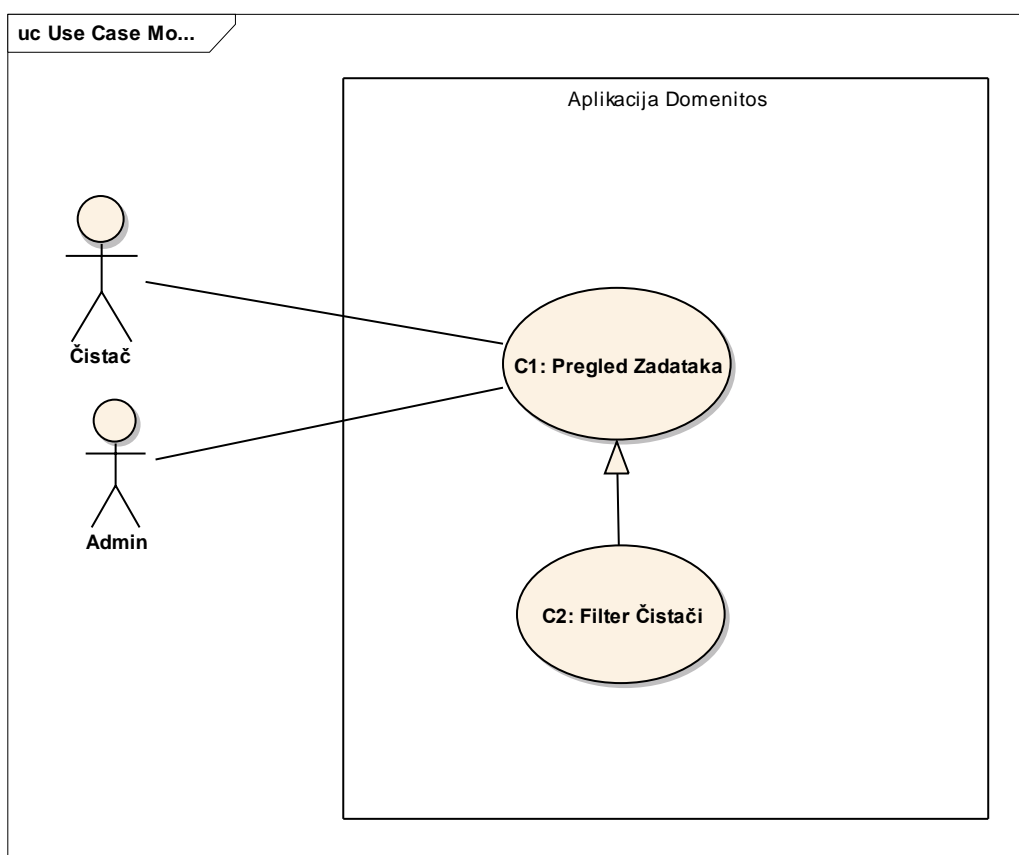 uc Use Case Mo...
Aplikacija Domenitos
Čistač
C1: Pregled Zadataka
Admin
C2: Filter Čistači